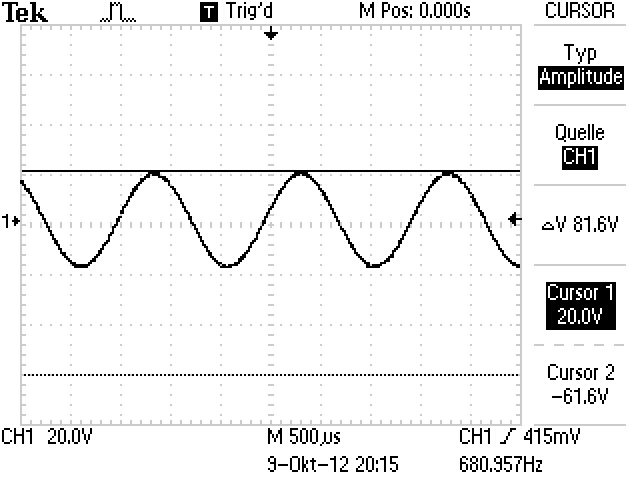 Tek T Trig'd M Pos: 0.000s CURSOR
Typ
Amplitude
Quelle
CH1
1
△V 81.6V
Cursor 1
20.0V
Cursor 2
-61.6V
CH1 20.0V M 500µs CH1 415mV
9-Okt-12 20:15 680.957Hz